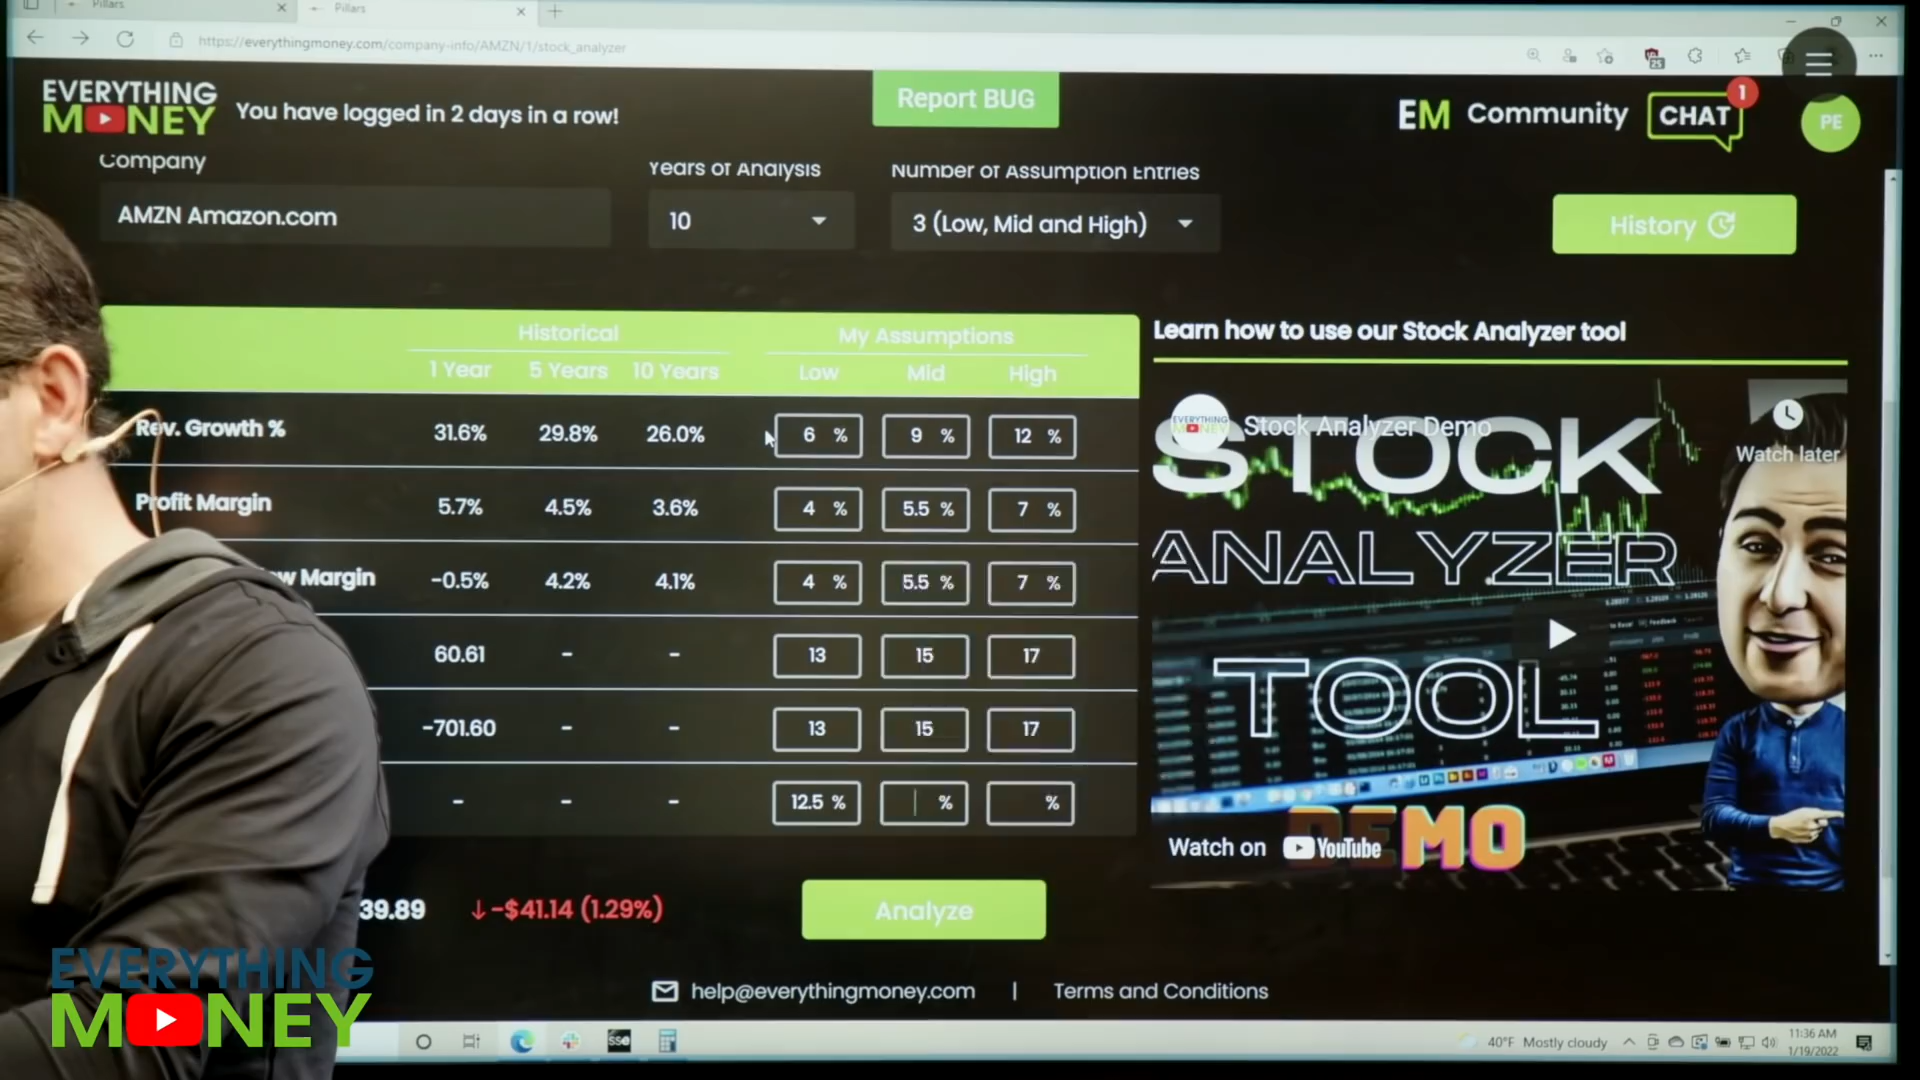 Pillars
Pillars
https://everythingmoney.com/company-info/AMZN/1/stock_analyzer
25
EVERYTHING
MONEY
You have logged in 2 days in a row!
Report BUG
EM Community
CHAT
1
PE
Company
Years of Analysis
Number of Assumption Entries
AMZN Amazon.com
10
3 (Low, Mid and High)
History
Historical
My Assumptions
1 Year 5 Years 10 Years Low Mid High
Rev. Growth % 31.6% 29.8% 26.0% 6 % 9 % 12 %
Profit Margin 5.7% 4.5% 3.6% 4 % 5.5 % 7 %
w Margin -0.5% 4.2% 4.1% 4 % 5.5 % 7 %
60.61 - - 13 15 17
-701.60 - - 13 15 17
- - - 12.5 % % %
39.89 ↓-$41.14 (1.29%)
Analyze
Learn how to use our Stock Analyzer tool
EVERYTHING
MONEY
Stock Analyzer Demo
Watch later
STOCK
ANALYZER
TOOL
DEMO
Watch on YouTube
help@everythingmoney.com | Terms and Conditions
EVERYTHING
MONEY
sse
40°F Mostly cloudy
11:36 AM
1/19/2022